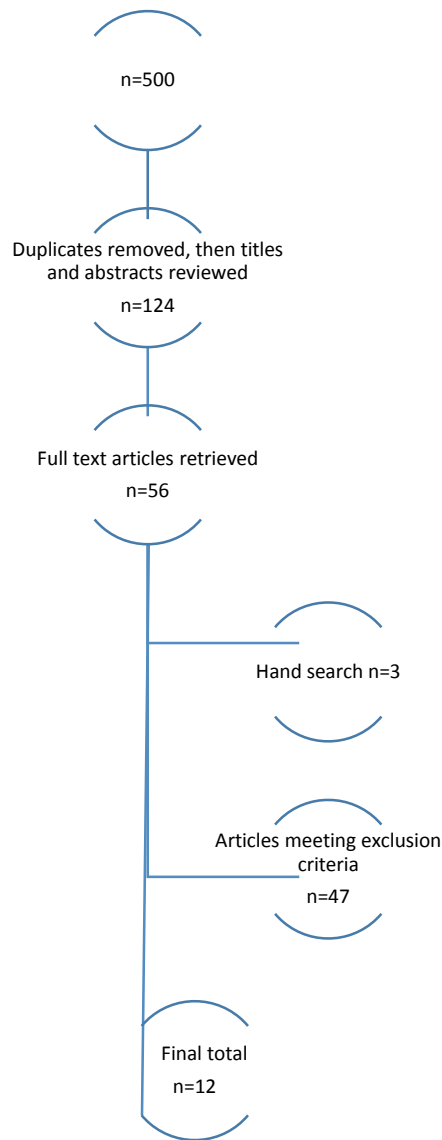 n=500
Duplicates removed, then titles
and abstracts reviewed
n=124
Full text articles retrieved
n=56
Hand search n=3
Articles meeting exclusion
criteria
n=47
Final total
n=12